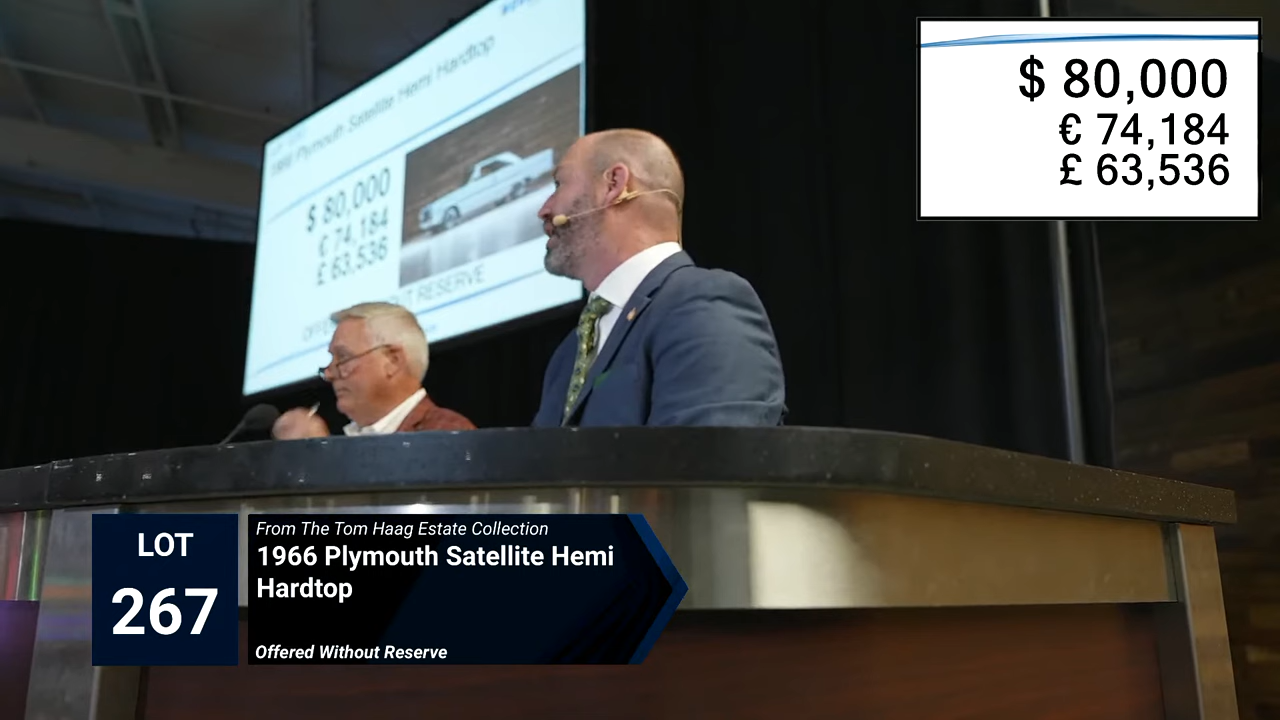 1966 Plymouth Satellite Hemi Hardtop
$ 80,000
€ 74,184
£ 63,536
RESERVE
$ 80,000
€ 74,184
£ 63,536
LOT
267
From The Tom Haag Estate Collection
1966 Plymouth Satellite Hemi
Hardtop
Offered Without Reserve